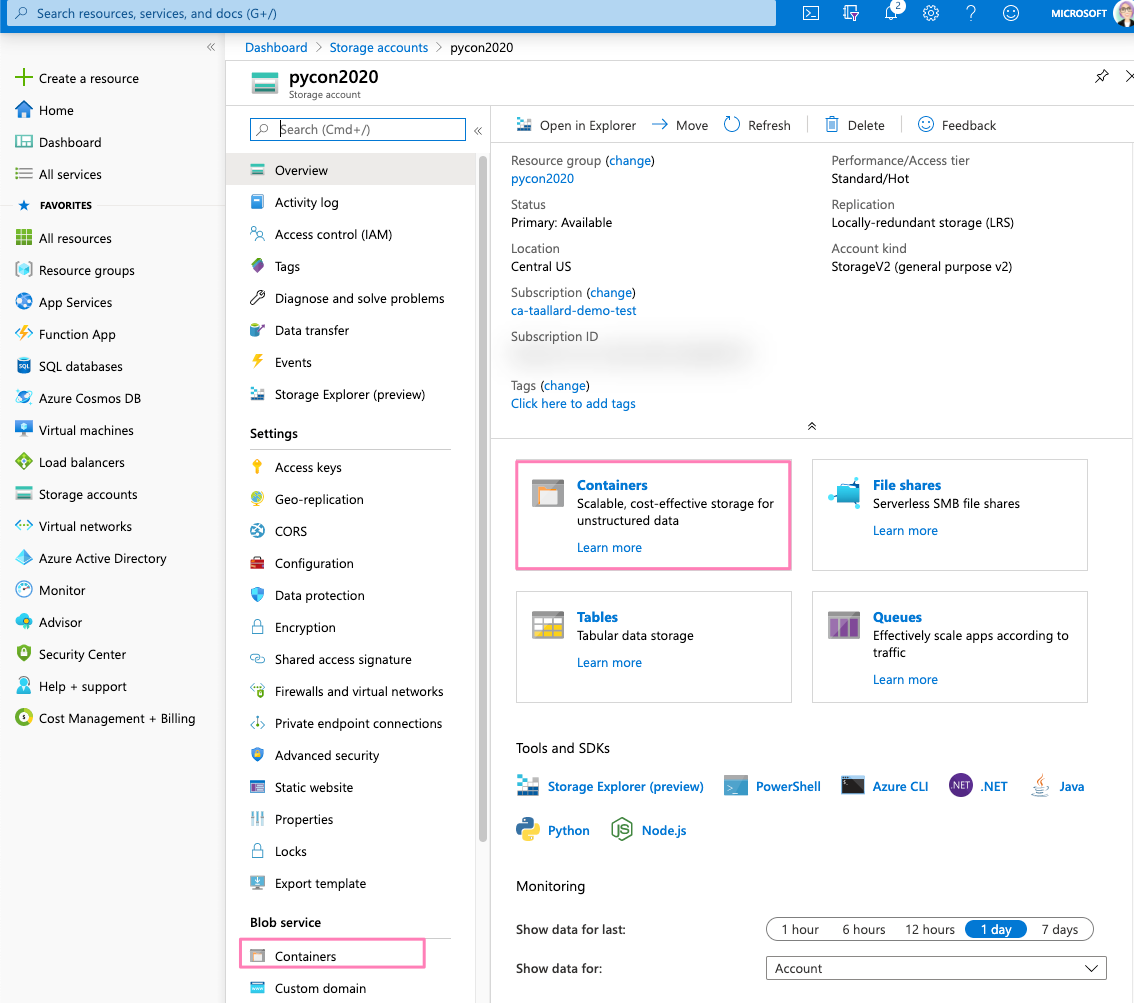 Search resources, services, and docs (G+/)
2
MICROSOFT
Create a resource
Home
Dashboard
All services
FAVORITES
All resources
Resource groups
App Services
Function App
SQL databases
Azure Cosmos DB
Virtual machines
Load balancers
Storage accounts
Virtual networks
Azure Active Directory
Monitor
Advisor
Security Center
Help + support
Cost Management + Billing
Dashboard > Storage accounts > pycon2020
pycon2020
Storage account
Search (Cmd+/)
Overview
Activity log
Access control (IAM)
Tags
Diagnose and solve problems
Data transfer
Events
Storage Explorer (preview)
Settings
Access keys
Geo-replication
CORS
Configuration
Data protection
Encryption
Shared access signature
Firewalls and virtual networks
Private endpoint connections
Advanced security
Static website
Properties
Locks
Export template
Blob service
Containers
Custom domain
Open in Explorer
Move
Refresh
Delete
Feedback
Resource group (change)
pycon2020
Status
Primary: Available
Location
Central US
Subscription (change)
ca-taallard-demo-test
Subscription ID
Tags (change)
Click here to add tags
Performance/Access tier
Standard/Hot
Replication
Locally-redundant storage (LRS)
Account kind
StorageV2 (general purpose v2)
Containers
Scalable, cost-effective storage for
unstructured data
Learn more
File shares
Serverless SMB file shares
Learn more
Tables
Tabular data storage
Learn more
Queues
Effectively scale apps according to
traffic
Learn more
Tools and SDKs
Storage Explorer (preview)
PowerShell
Azure CLI
NET
.NET
Java
Python
JS
Node.js
Monitoring
Show data for last:
1 hour
6 hours
12 hours
1 day
7 days
Show data for:
Account